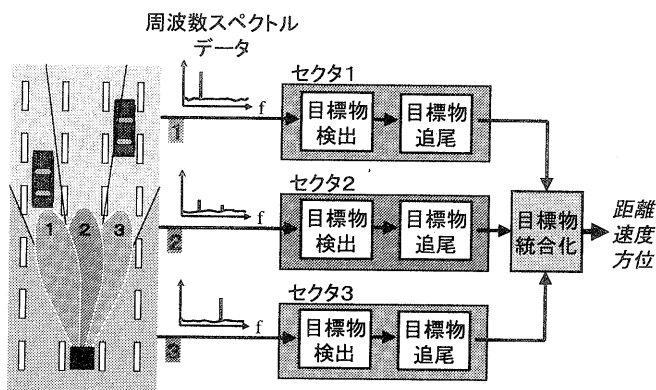 周波数スペクトル
データ
f
1
セクタ1
目標物
検出
目標物
追尾
1 2 3
f
2
セクタ2
目標物
検出
目標物
追尾
目標物
統合化
距離
速度
方位
f
3
セクタ3
目標物
検出
目標物
追尾